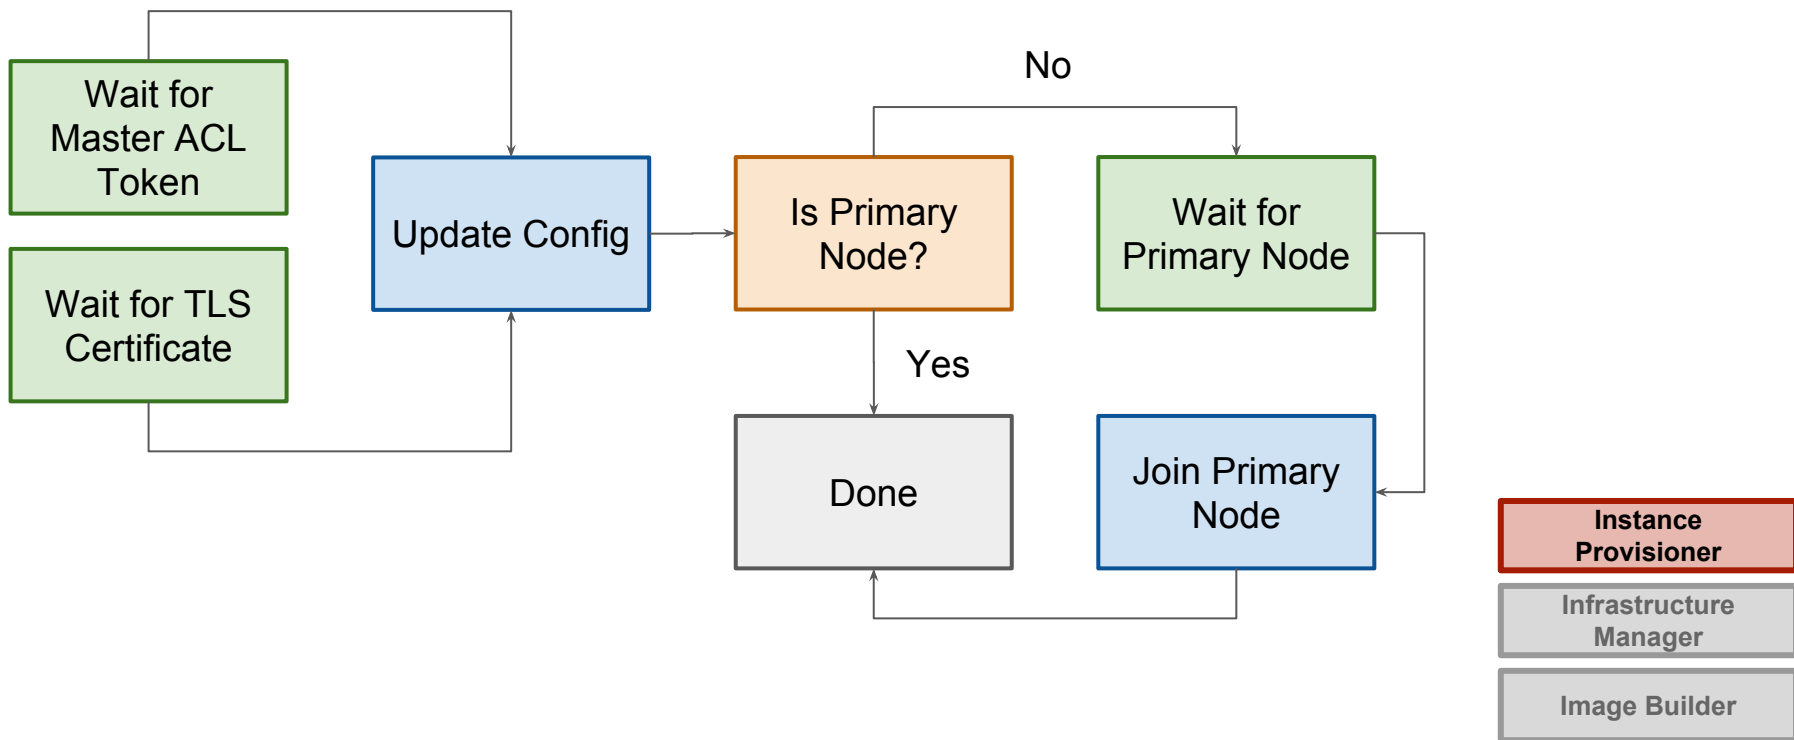 Wait for
Master ACL
Token
Wait for TLS
Certificate
Update Config
Is Primary
Node?
No
Yes
Wait for
Primary Node
Join Primary
Node
Done
Instance
Provisioner
Infrastructure
Manager
Image Builder